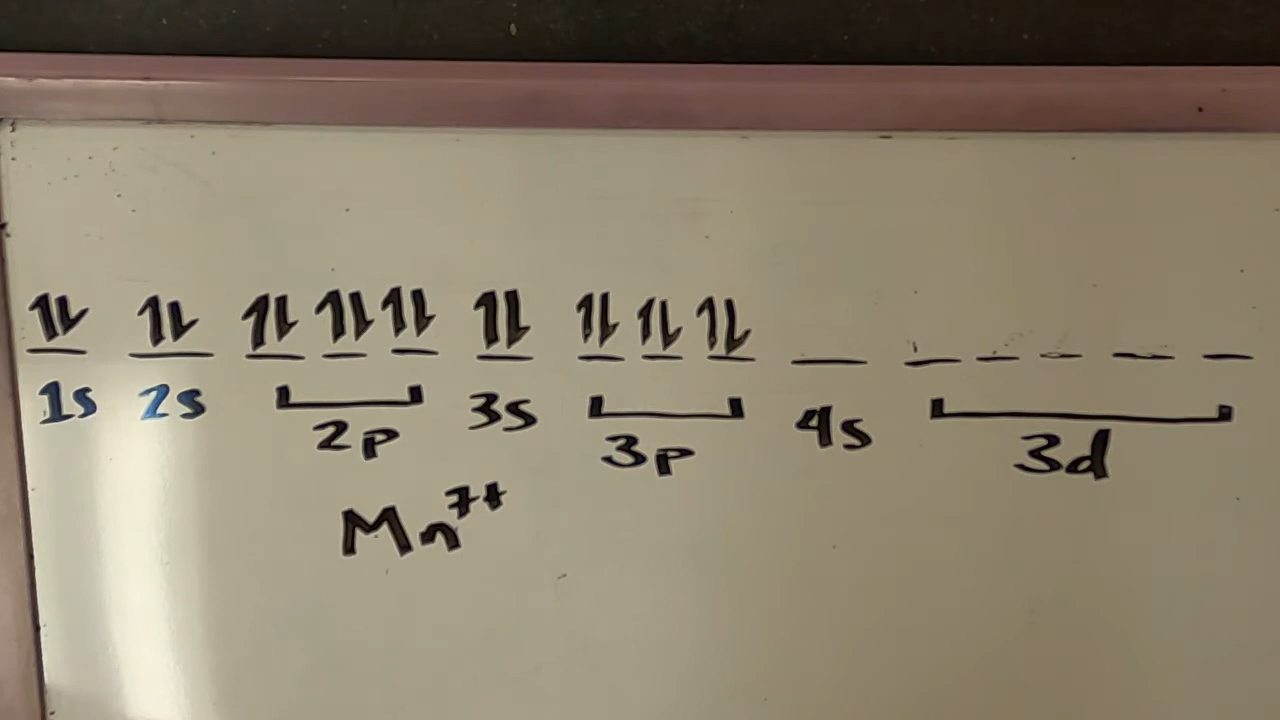 ⥮ ⥮ ⥮ ⥮ ⥮ ⥮ ⥮ ⥮ ⥮
1s 2s 2p 3s 3p 4s 3d
Mn⁷⁺